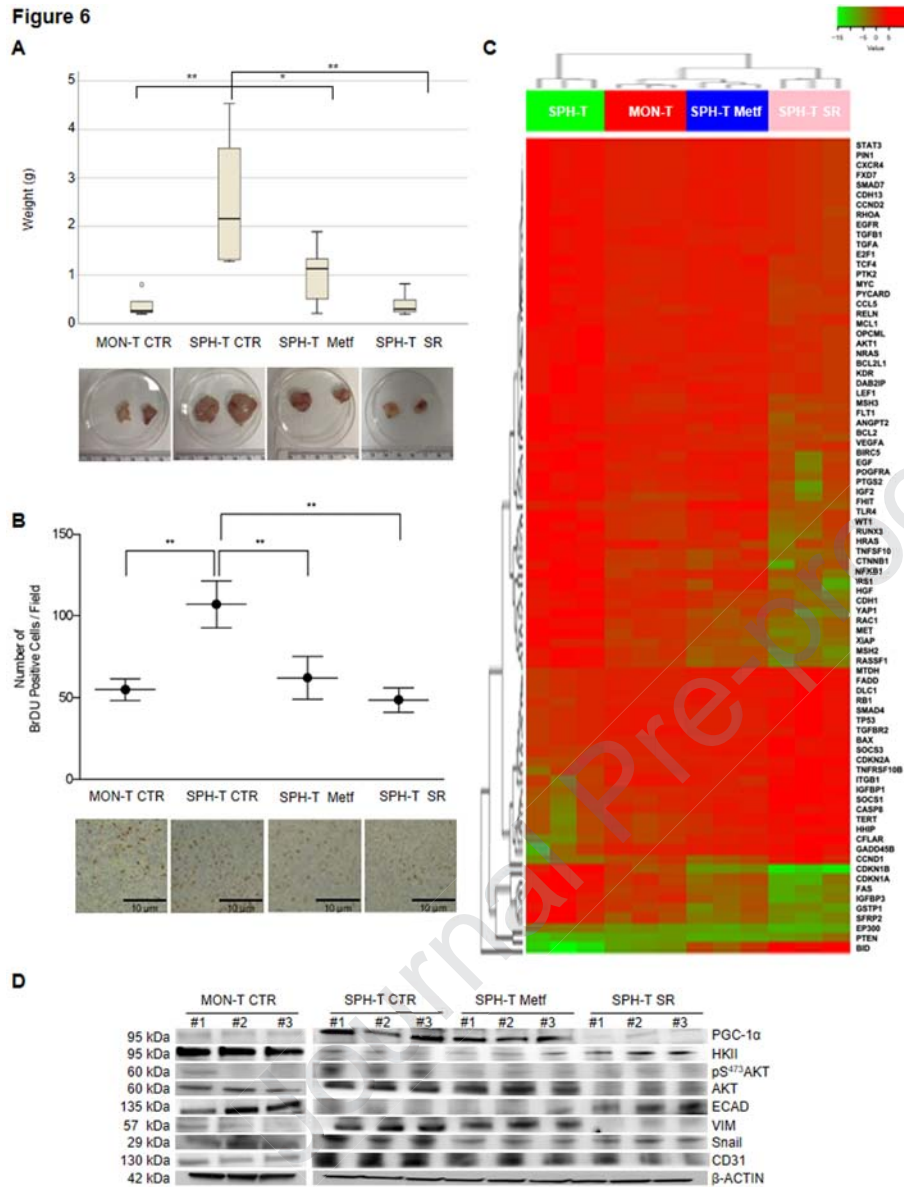 Figure 6
A
**
*
**
Weight (g)
5
4
3
2
1
0
MON-T CTR SPH-T CTR SPH-T Metf SPH-T SR
B
**
**
**
Number of
BrDU Positive Cells / Field
150
100
50
0
MON-T CTR SPH-T CTR SPH-T Metf SPH-T SR
10 µm 10 µm 10 µm 10 µm
C
-15 -5 0 5
Value
SPH-T MON-T SPH-T Metf SPH-T SR
STAT3
PIN1
CXCR4
FXD7
SMAD7
CDH13
CCND2
RHOA
EGFR
TGFB1
TGFA
E2F1
TCF4
PTK2
MYC
PYCARD
CCL5
RELN
MCL1
OPCML
AKT1
NRAS
BCL2L1
KDR
DAB2IP
LEF1
MSH3
FLT1
ANGPT2
BCL2
VEGFA
BIRC5
EGF
PDGFRA
PTGS2
IGF2
FHIT
TLR4
WT1
RUNX3
HRAS
TNFSF10
CTNNB1
NFKB1
IRS1
HGF
CDH1
YAP1
RAC1
MET
XIAP
MSH2
RASSF1
MTDH
FADD
DLC1
RB1
SMAD4
TP53
TGFBR2
BAX
SOCS3
CDKN2A
TNFRSF10B
ITGB1
IGFBP1
SOCS1
CASP8
TERT
HHIP
CFLAR
GADD45B
CCND1
CDKN1B
CDKN1A
FAS
IGFBP3
GSTP1
SFRP2
EP300
PTEN
BID
Journal Pre-proof
D
MON-T CTR SPH-T CTR SPH-T Metf SPH-T SR
#1 #2 #3 #1 #2 #3 #1 #2 #3 #1 #2 #3
95 kDa PGC-1α
95 kDa HKII
60 kDa pS⁴⁷³AKT
60 kDa AKT
135 kDa ECAD
57 kDa VIM
29 kDa Snail
130 kDa CD31
42 kDa β-ACTIN